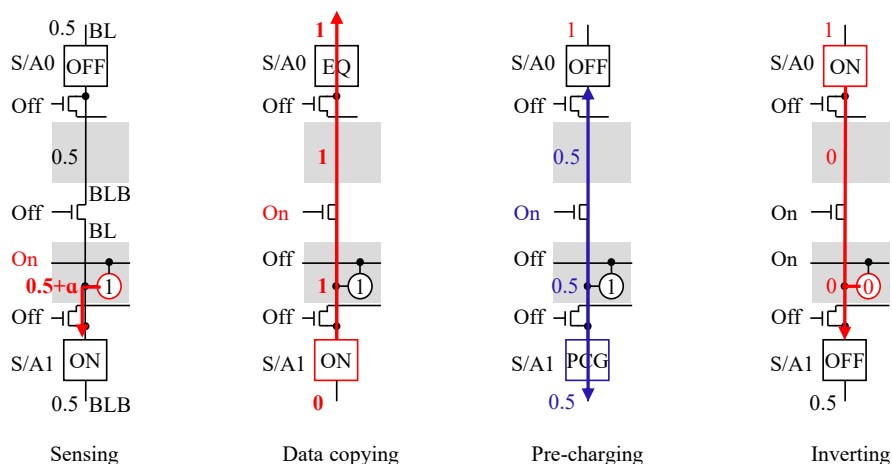 0.5 BL
S/A0 OFF
Off
0.5
BLB
Off
BL
On
0.5+α 1
Off
S/A1 ON
0.5 BLB
Sensing
1
S/A0 EQ
Off
1
On
Off
1 1
Off
S/A1 ON
0
Data copying
1
S/A0 OFF
Off
0.5
On
Off
0.5 1
Off
S/A1 PCG
0.5
Pre-charging
1
S/A0 ON
Off
0
On
On
0 0
Off
S/A1 OFF
0.5
Inverting